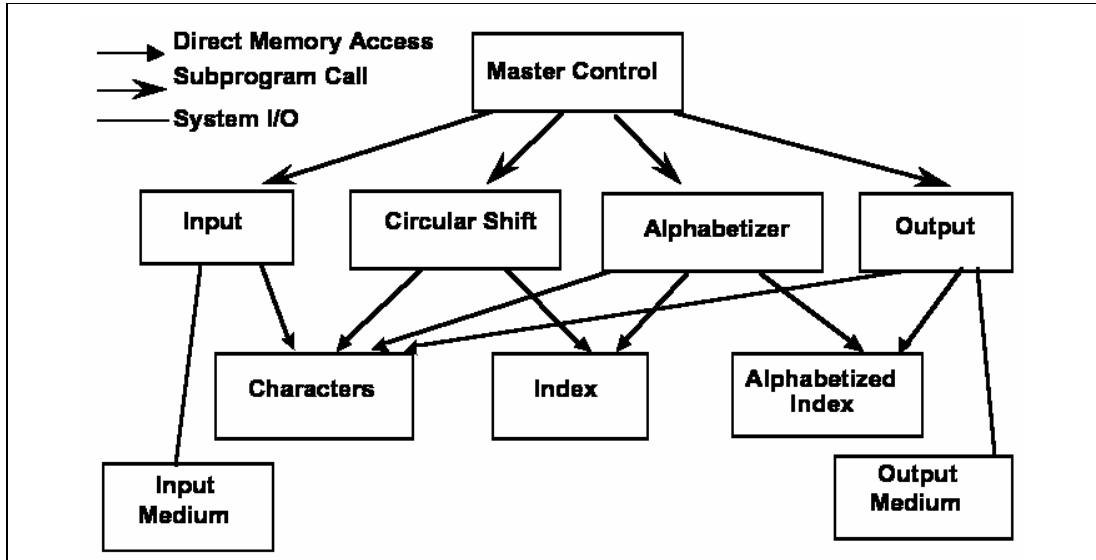 Direct Memory Access
Subprogram Call
System I/O
Master Control
Input
Circular Shift
Alphabetizer
Output
Characters
Index
Alphabetized
Index
Input
Medium
Output
Medium